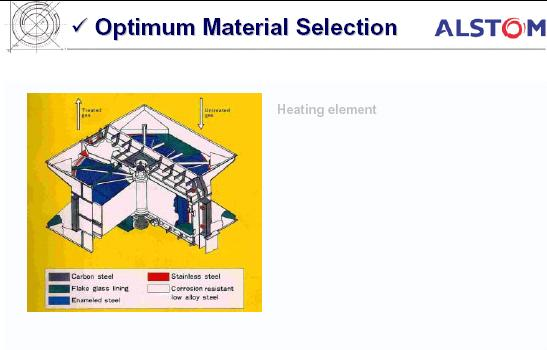 ✓ Optimum Material Selection
ALSTOM
Heating element
Treated gas
Untreated gas
Carbon steel
Flake glass lining
Enameled steel
Stainless steel
Corrosion resistant
low alloy steel